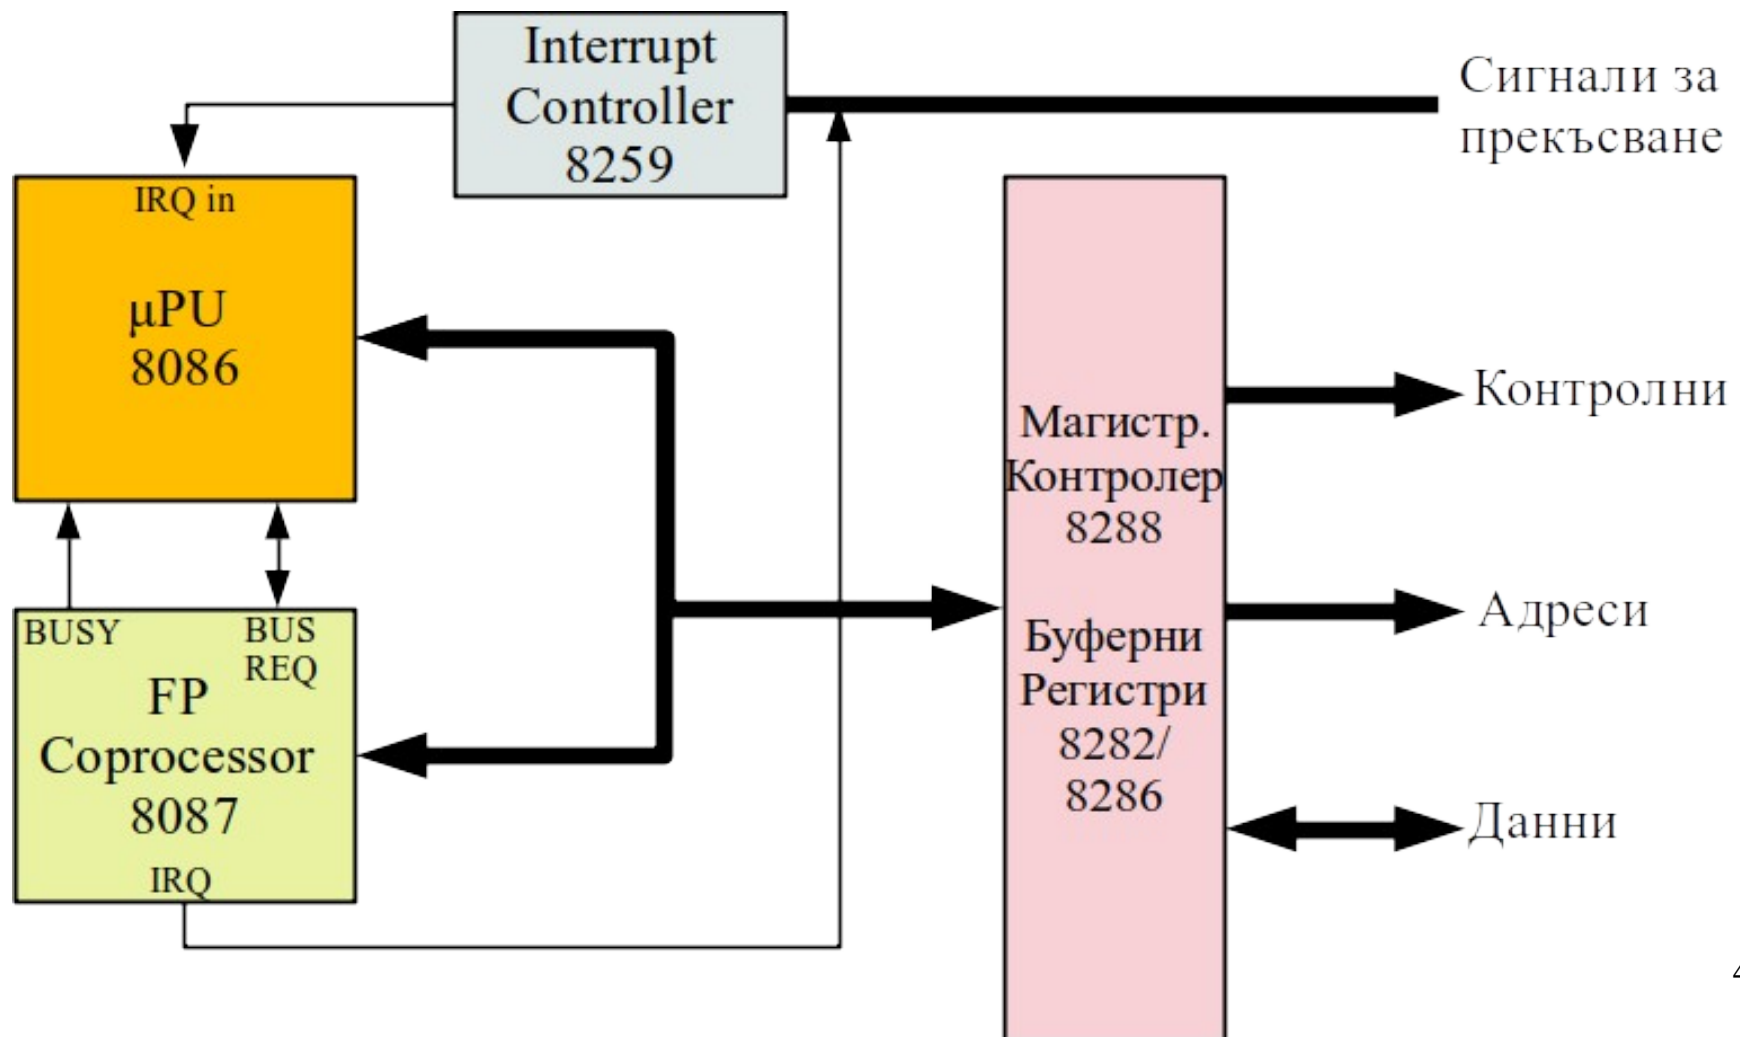 Interrupt
Controller
8259
Сигнали за
прекъсване
IRQ in
μPU
8086
Магистр.
Контролер
8288
Буферни
Регистри
8282/
8286
Контролни
Адреси
Данни
BUSY
BUS
REQ
FP
Coprocessor
8087
IRQ